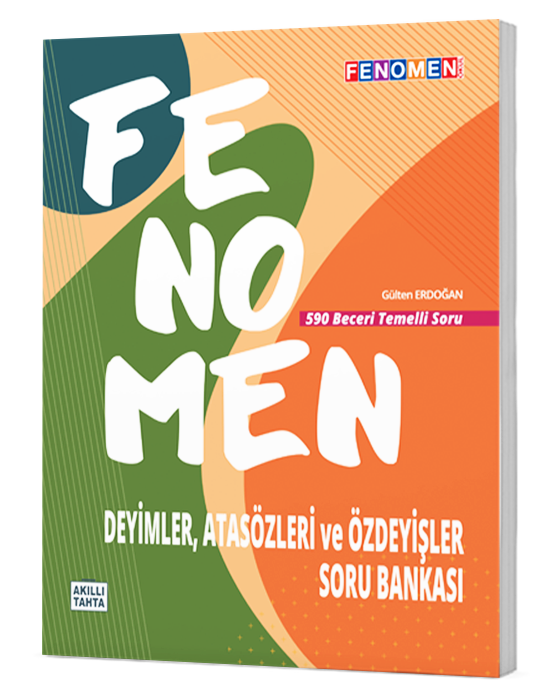 FENOMEN
FE
NO
MEN
Gülten ERDOĞAN
590 Beceri Temelli Soru
DEYİMLER, ATASÖZLERİ ve ÖZDEYİŞLER
SORU BANKASI
AKILLI
TAHTA